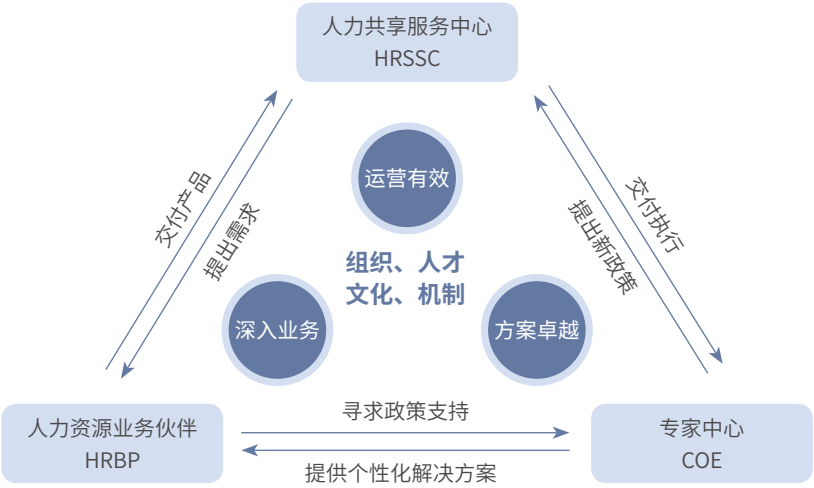 人力共享服务中心
HRSSC
运营有效
交付产品
提出需求
交付执行
提出新政策
组织、人才
文化、机制
深入业务
方案卓越
人力资源业务伙伴
HRBP
寻求政策支持
提供个性化解决方案
专家中心
COE